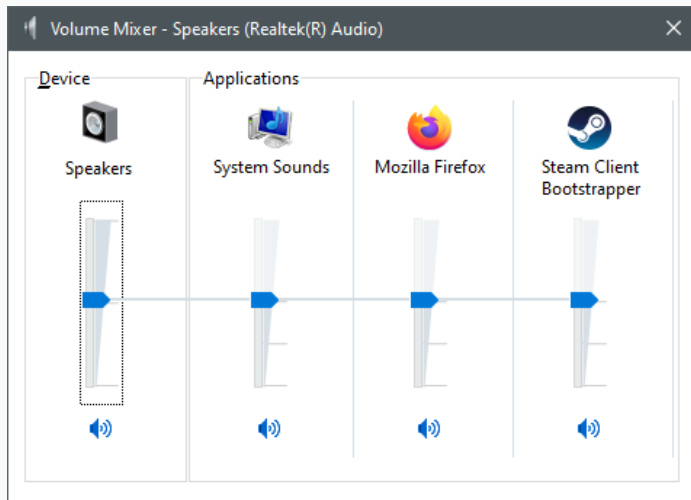 Volume Mixer - Speakers (Realtek(R) Audio)
Device
Applications
Speakers
System Sounds
Mozilla Firefox
Steam Client
Bootstrapper